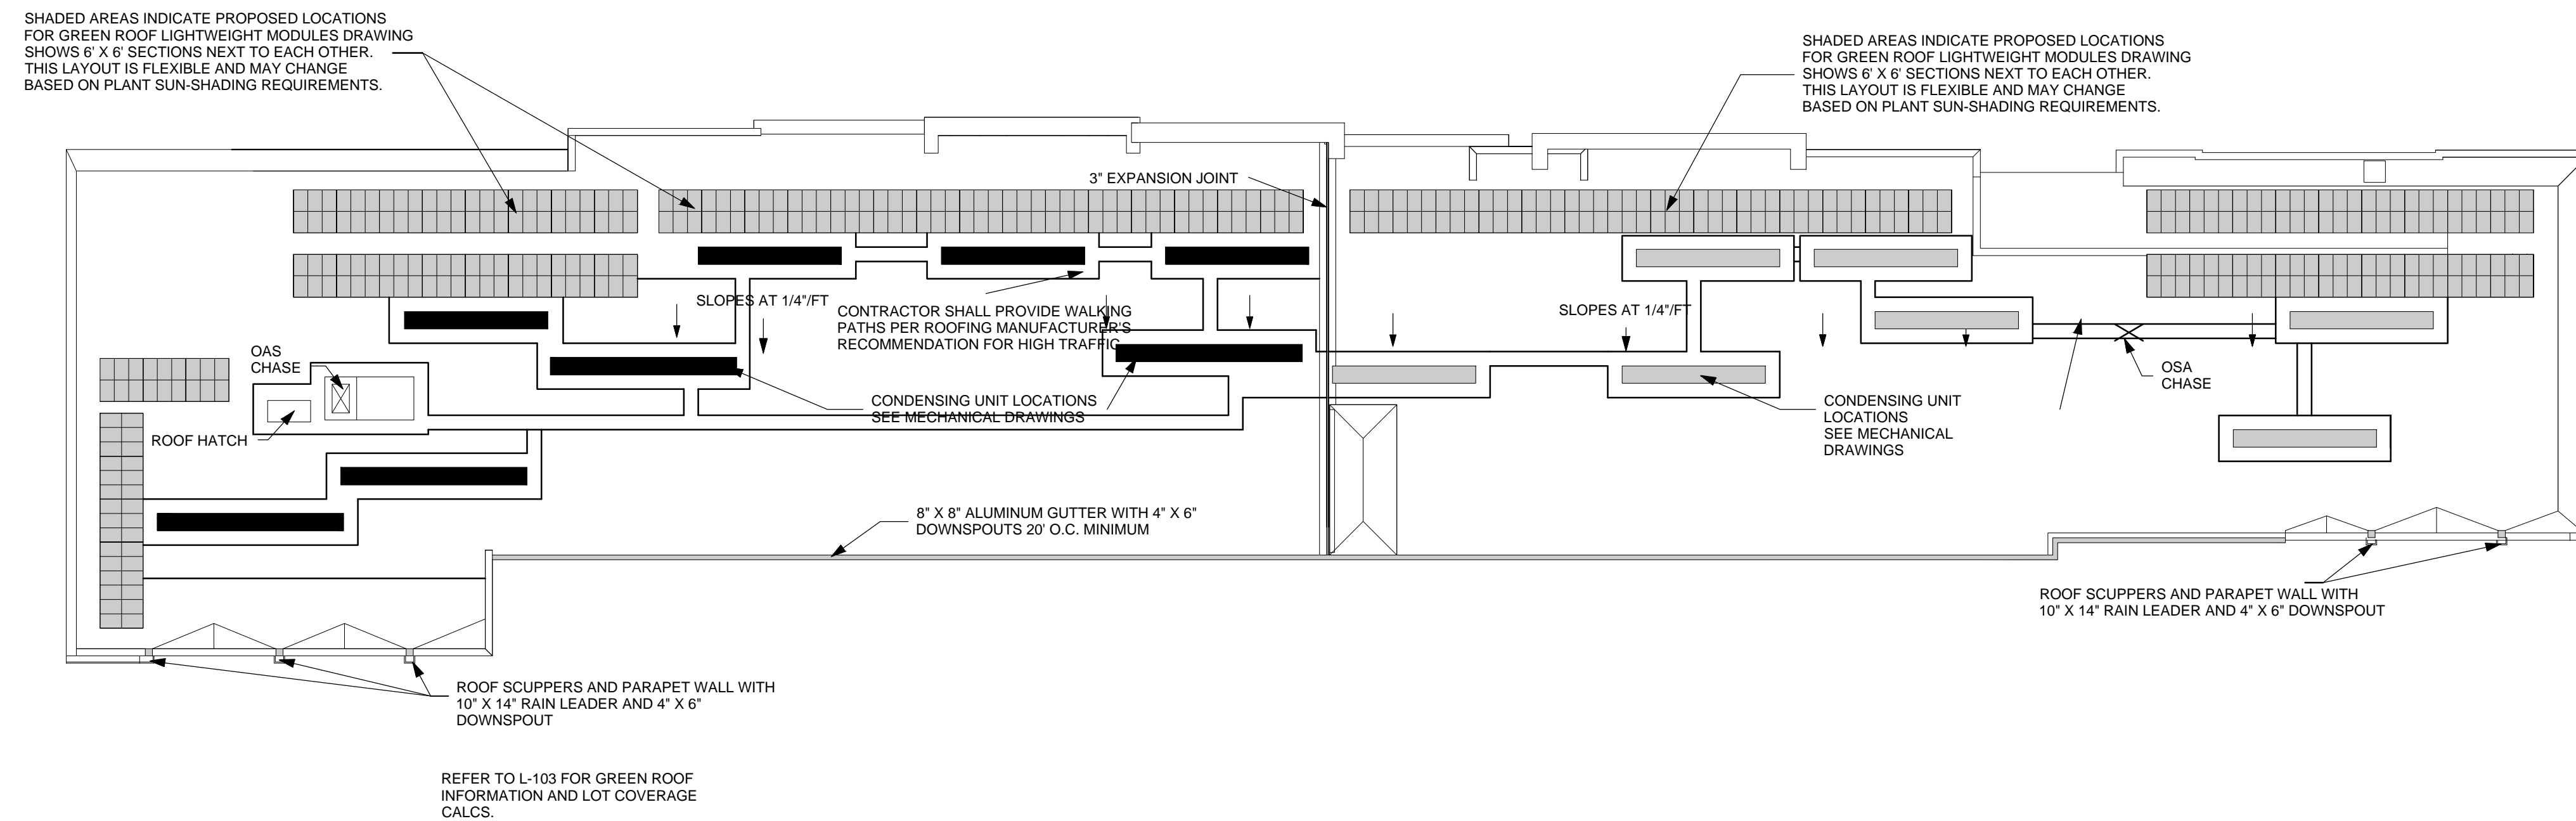 SHADED AREAS INDICATE PROPOSED LOCATIONS
FOR GREEN ROOF LIGHTWEIGHT MODULES DRAWING
SHOWS 6' X 6' SECTIONS NEXT TO EACH OTHER.
THIS LAYOUT IS FLEXIBLE AND MAY CHANGE
BASED ON PLANT SUN-SHADING REQUIREMENTS.
SHADED AREAS INDICATE PROPOSED LOCATIONS
FOR GREEN ROOF LIGHTWEIGHT MODULES DRAWING
SHOWS 6' X 6' SECTIONS NEXT TO EACH OTHER.
THIS LAYOUT IS FLEXIBLE AND MAY CHANGE
BASED ON PLANT SUN-SHADING REQUIREMENTS.
3" EXPANSION JOINT
SLOPES AT 1/4"/FT
CONTRACTOR SHALL PROVIDE WALKING
PATHS PER ROOFING MANUFACTURER'S
RECOMMENDATION FOR HIGH TRAFFIC
SLOPES AT 1/4"/FT
OAS
CHASE
OSA
CHASE
CONDENSING UNIT LOCATIONS
SEE MECHANICAL DRAWINGS
CONDENSING UNIT
LOCATIONS
SEE MECHANICAL
DRAWINGS
ROOF HATCH
8" X 8" ALUMINUM GUTTER WITH 4" X 6"
DOWNSPOUTS 20' O.C. MINIMUM
ROOF SCUPPERS AND PARAPET WALL WITH
10" X 14" RAIN LEADER AND 4" X 6" DOWNSPOUT
ROOF SCUPPERS AND PARAPET WALL WITH
10" X 14" RAIN LEADER AND 4" X 6"
DOWNSPOUT
REFER TO L-103 FOR GREEN ROOF
INFORMATION AND LOT COVERAGE
CALCS.